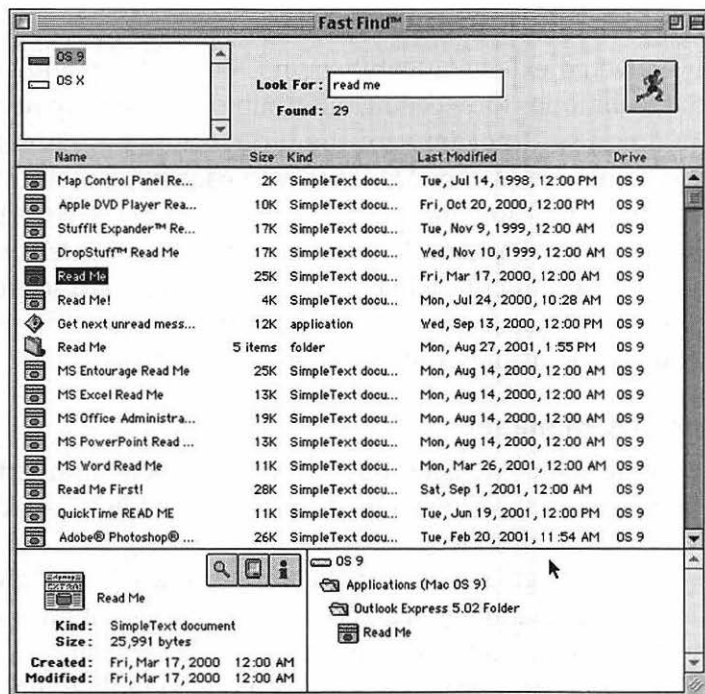 Fast Find™
OS 9
OS X
Look For: read me
Found: 29
Name Size Kind Last Modified Drive
Map Control Panel Re... 2K SimpleText docu... Tue, Jul 14, 1998, 12:00 PM OS 9
Apple DVD Player Rea... 10K SimpleText docu... Fri, Oct 20, 2000, 12:00 PM OS 9
StuffIt Expander™ Re... 17K SimpleText docu... Tue, Nov 9, 1999, 12:00 AM OS 9
DropStuff™ Read Me 17K SimpleText docu... Wed, Nov 10, 1999, 12:00 AM OS 9
Read Me 25K SimpleText docu... Fri, Mar 17, 2000, 12:00 AM OS 9
Read Me! 4K SimpleText docu... Mon, Jul 24, 2000, 10:28 AM OS 9
Get next unread mess... 12K application Wed, Sep 13, 2000, 12:00 PM OS 9
Read Me 5 items folder Mon, Aug 27, 2001, 1:55 PM OS 9
MS Entourage Read Me 25K SimpleText docu... Mon, Aug 14, 2000, 12:00 AM OS 9
MS Excel Read Me 13K SimpleText docu... Mon, Aug 14, 2000, 12:00 AM OS 9
MS Office Administra... 19K SimpleText docu... Mon, Aug 14, 2000, 12:00 AM OS 9
MS PowerPoint Read ... 13K SimpleText docu... Mon, Aug 14, 2000, 12:00 AM OS 9
MS Word Read Me 11K SimpleText docu... Mon, Mar 26, 2001, 12:00 AM OS 9
Read Me First! 28K SimpleText docu... Sat, Sep 1, 2001, 12:00 AM OS 9
QuickTime READ ME 11K SimpleText docu... Tue, Jun 19, 2001, 12:00 PM OS 9
Adobe® Photoshop® ... 26K SimpleText docu... Tue, Feb 20, 2001, 11:54 AM OS 9
Read Me
Kind: SimpleText document
Size: 25,991 bytes
Created: Fri, Mar 17, 2000 12:00 AM
Modified: Fri, Mar 17, 2000 12:00 AM
OS 9
Applications (Mac OS 9)
Outlook Express 5.02 Folder
Read Me